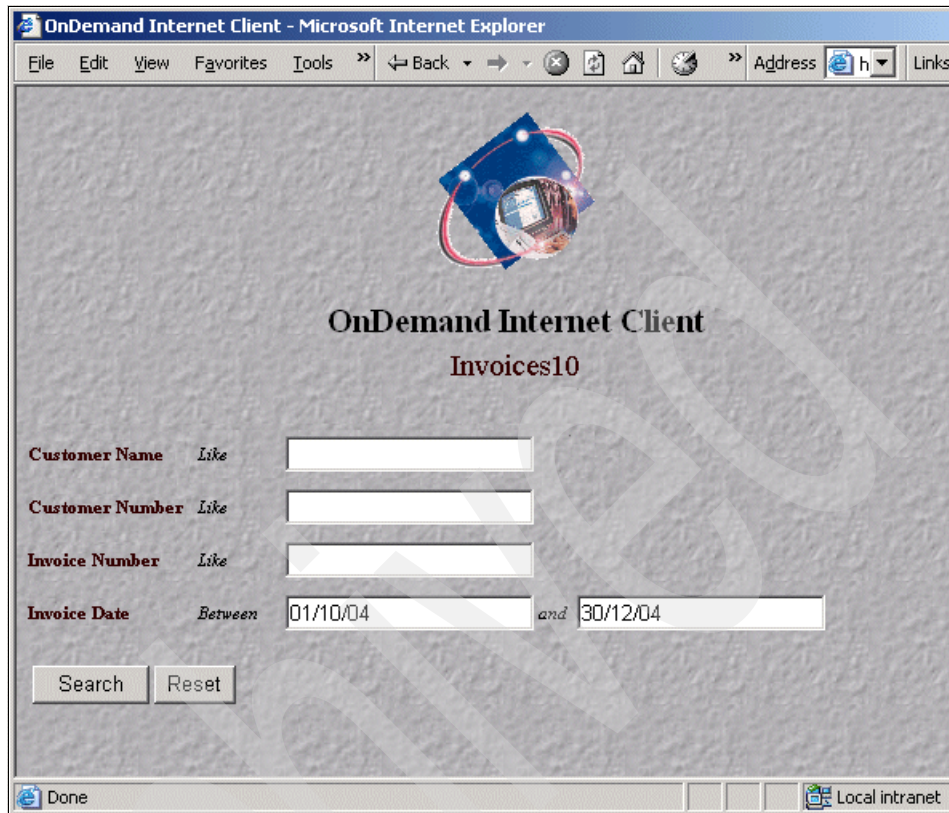 OnDemand Internet Client - Microsoft Internet Explorer
File Edit View Favorites Tools » Back » Address h Links
OnDemand Internet Client
Invoices10
Customer Name Like
Customer Number Like
Invoice Number Like
Invoice Date Between 01/10/04 and 30/12/04
Search Reset
Done Local intranet